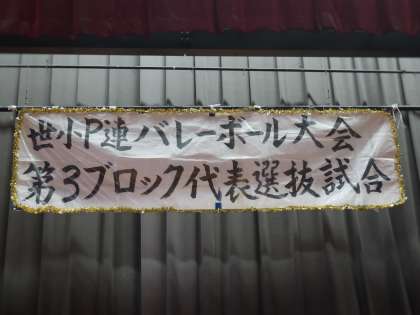 世小P連バレーボール大会
第3ブロック代表選抜試合